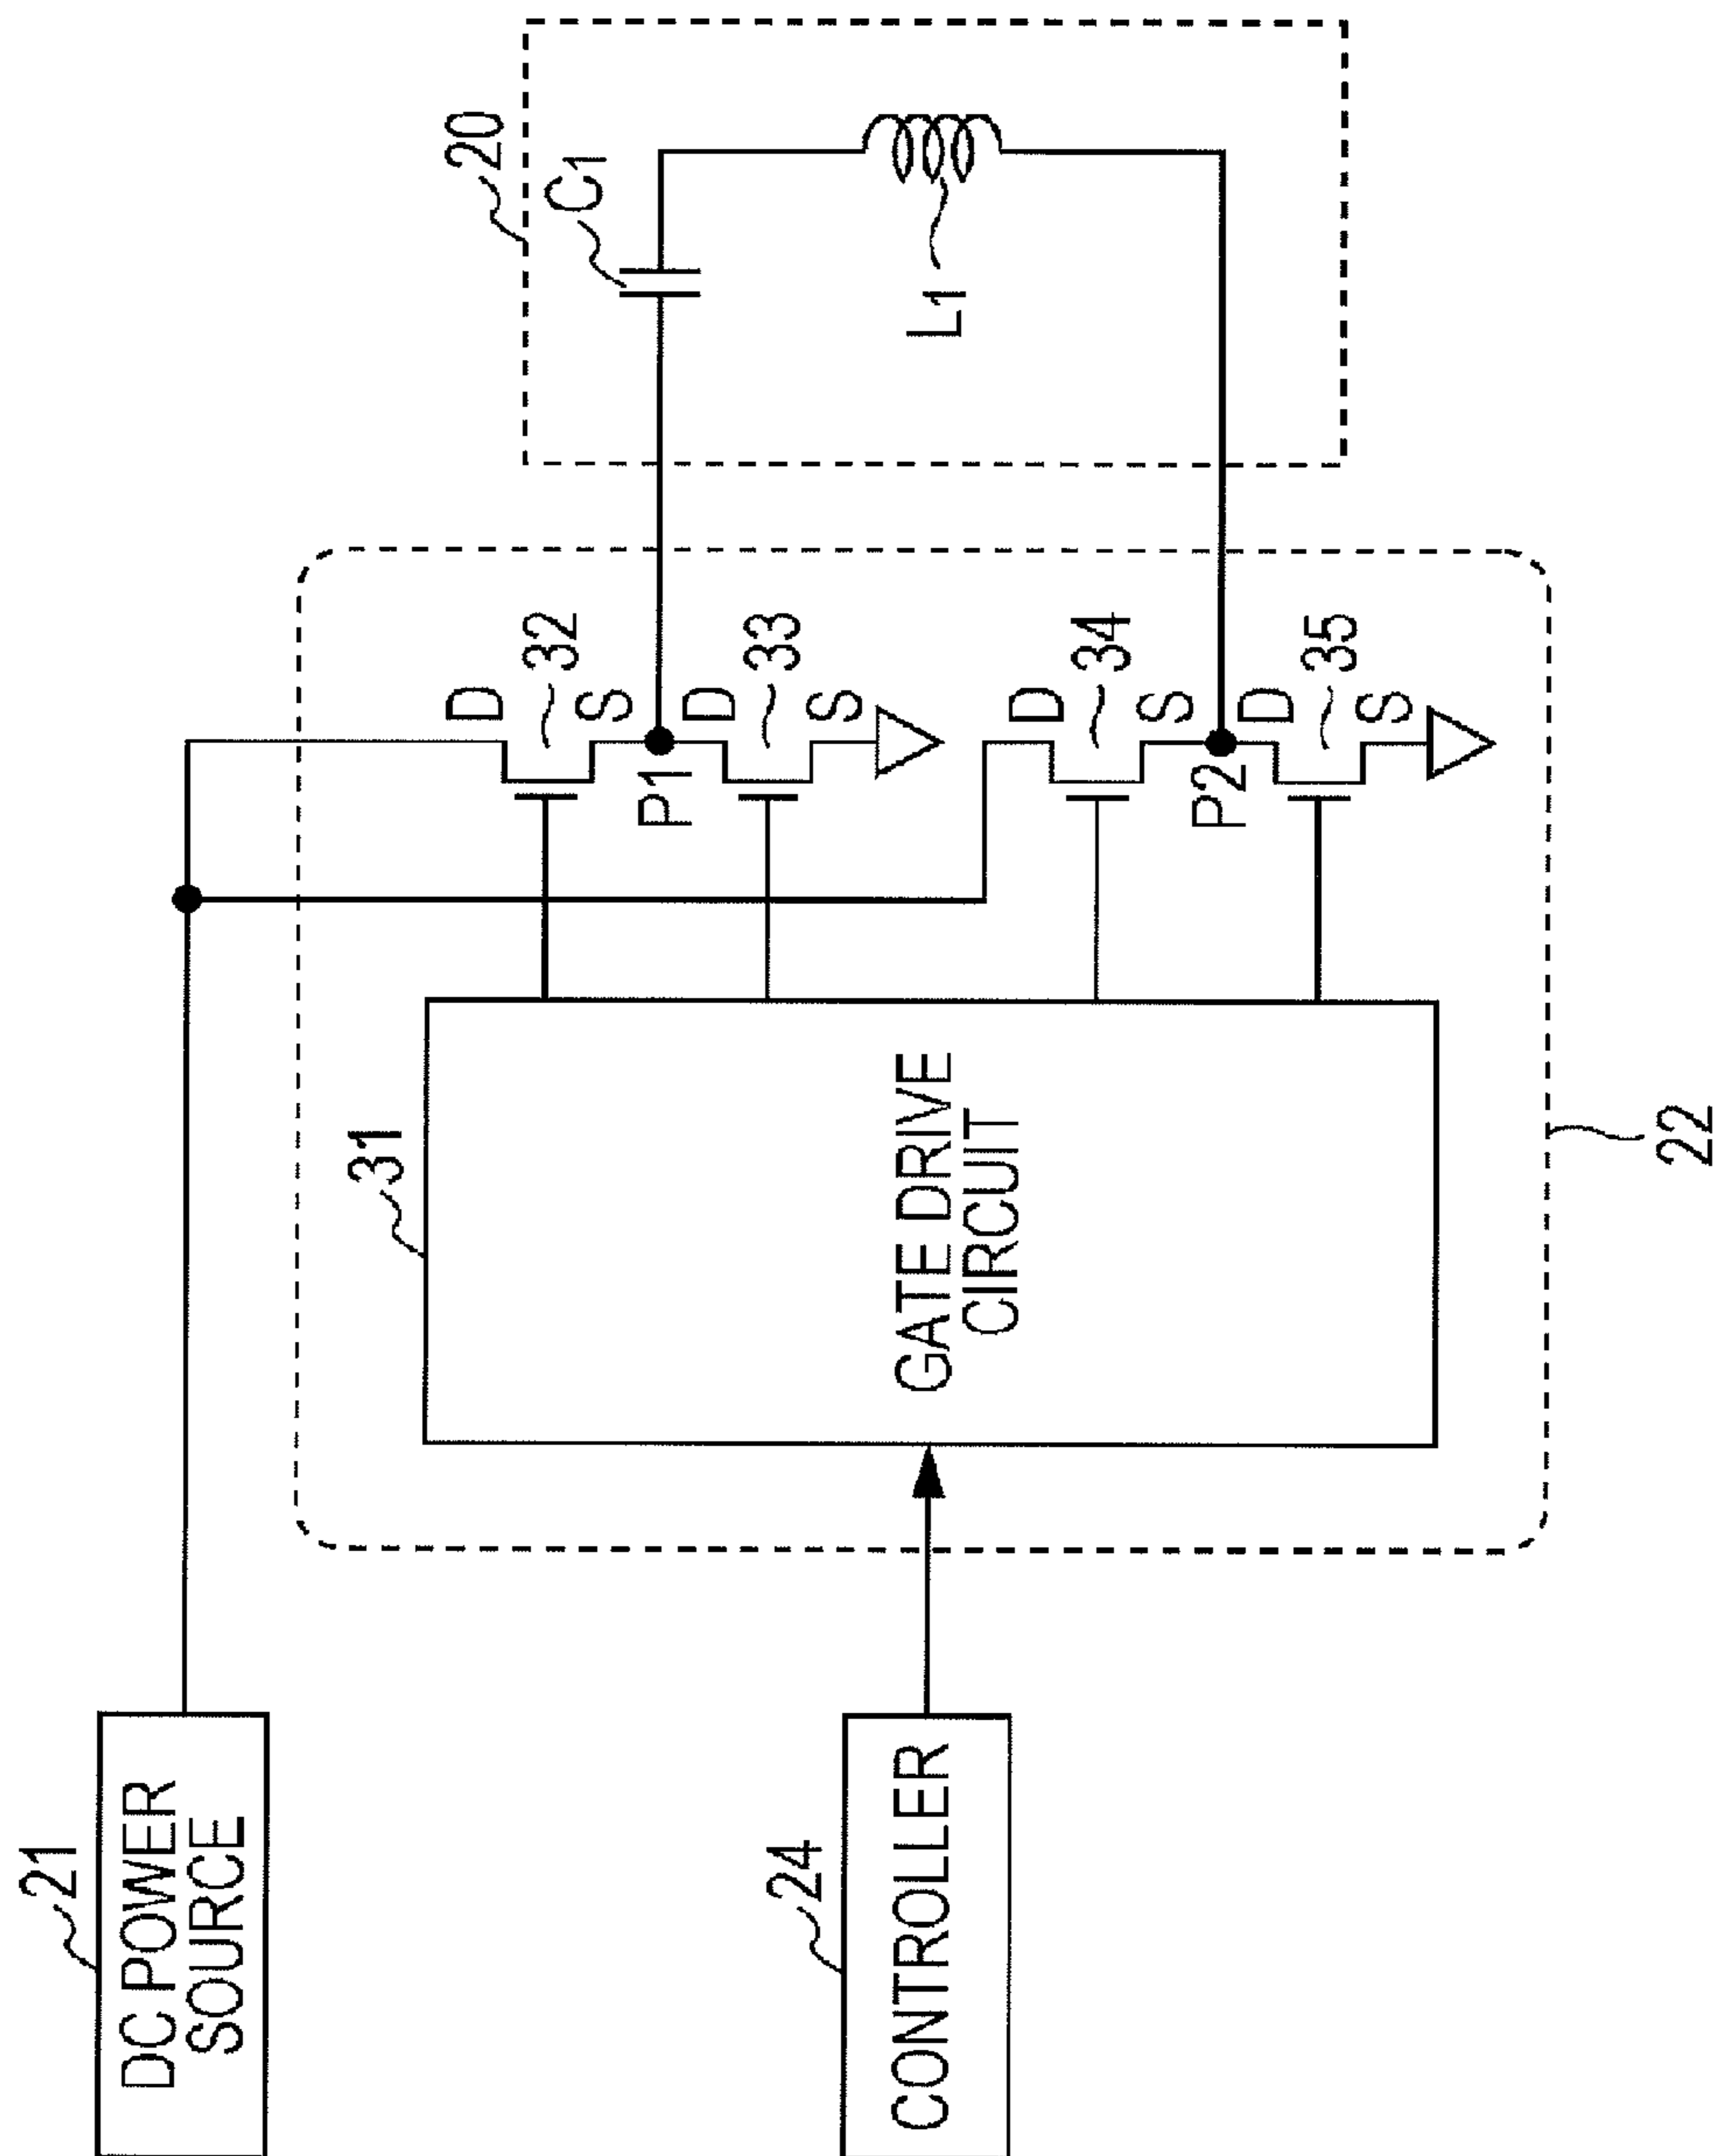 21
DC POWER
SOURCE
24
CONTROLLER
31
GATE DRIVE
CIRCUIT
22
D
32
S
P1
D
33
S
D
34
S
P2
D
35
S
20
C1
L1